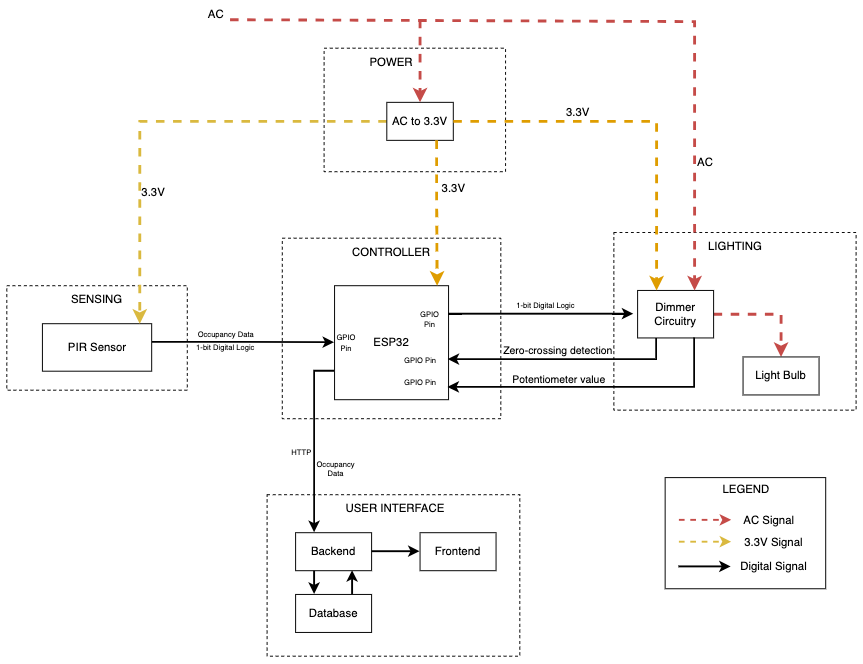 AC
POWER
AC to 3.3V
3.3V
AC
3.3V
3.3V
CONTROLLER
LIGHTING
SENSING
PIR Sensor
Occupancy Data
1-bit Digital Logic
GPIO
Pin
ESP32
GPIO
Pin
GPIO Pin
GPIO Pin
1-bit Digital Logic
Zero-crossing detection
Potentiometer value
Dimmer
Circuitry
Light Bulb
HTTP
Occupancy
Data
USER INTERFACE
Backend
Frontend
Database
LEGEND
AC Signal
3.3V Signal
Digital Signal